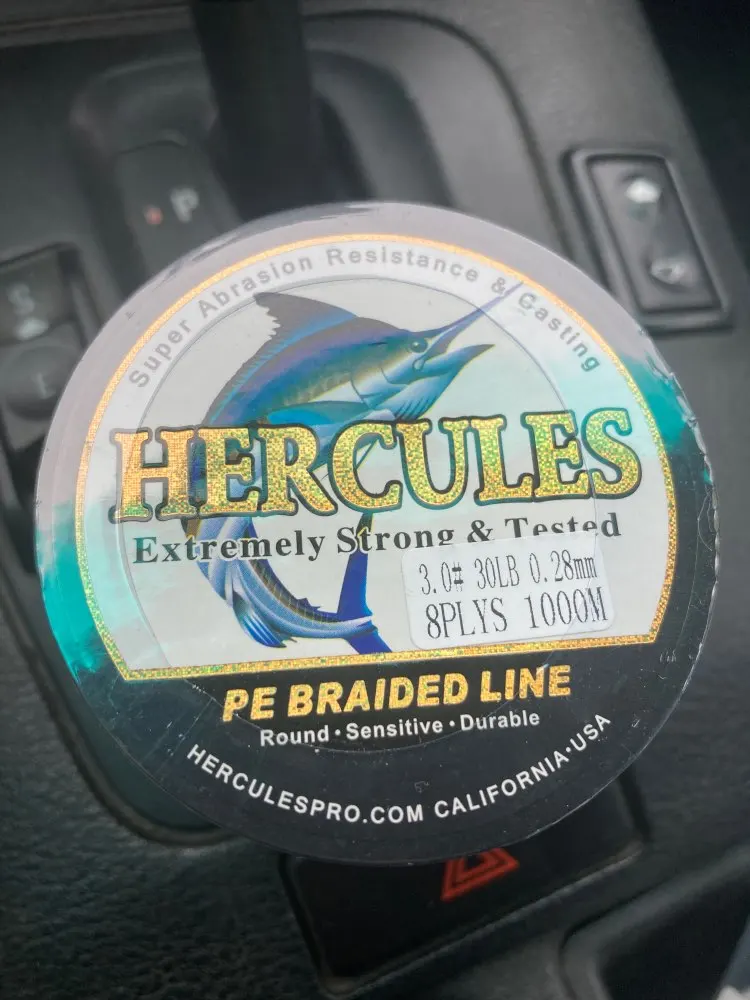 Super Abrasion Resistance & Casting
HERCULES
Extremely Strong & Tested
3.0# 30LB 0.28mm
8PLYS 1000M
PE BRAIDED LINE
Round • Sensitive • Durable
HERCULESPRO.COM CALIFORNIA • USA